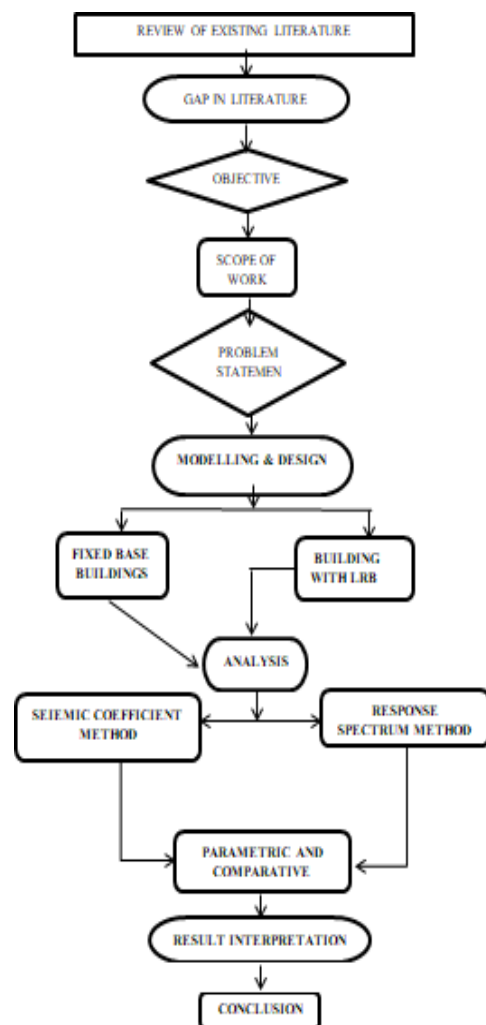 REVIEW OF EXISTING LITERATURE
GAP IN LITERATURE
OBJECTIVE
SCOPE OF
WORK
PROBLEM
STATEMEN
MODELLING & DESIGN
FIXED BASE
BUILDINGS
BUILDING
WITH LRB
ANALYSIS
SEIEMIC COEFFICIENT
METHOD
RESPONSE
SPECTRUM METHOD
PARAMETRIC AND
COMPARATIVE
RESULT INTERPRETATION
CONCLUSION